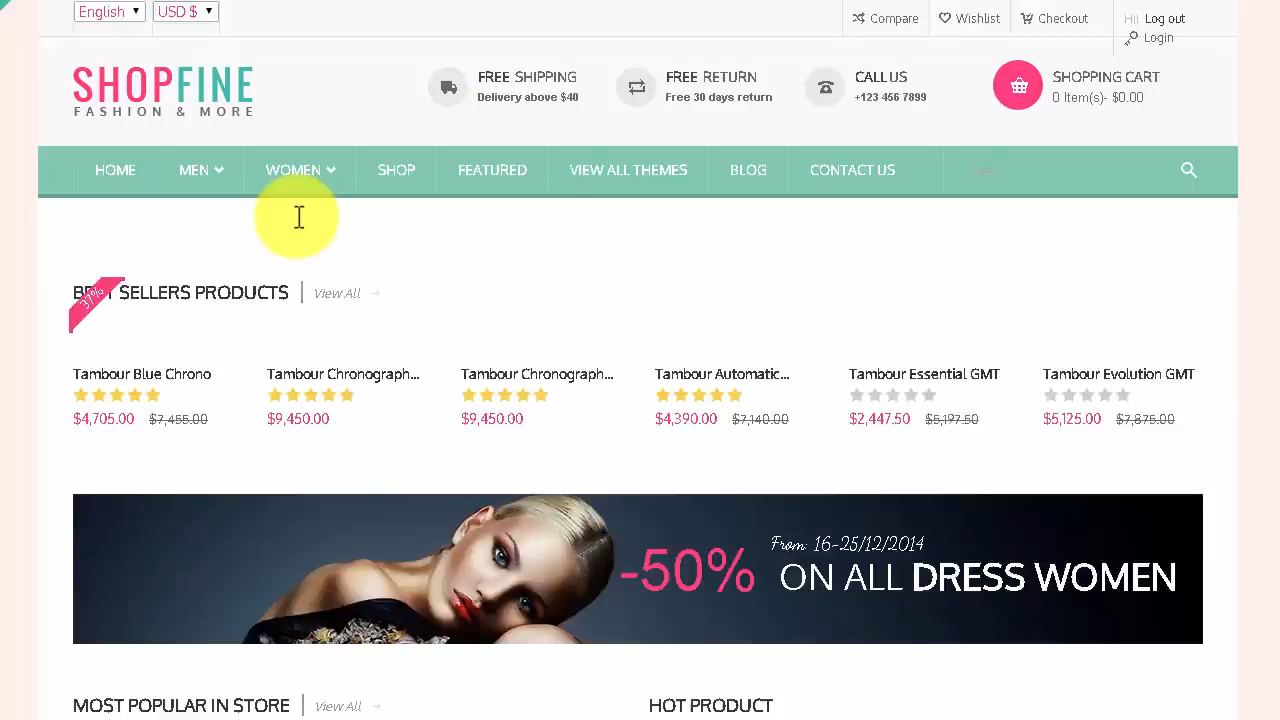 English USD $
Compare Wishlist Checkout Hi! Log out
Login
SHOPFINE
FASHION & MORE
FREE SHIPPING
Delivery above $40
FREE RETURN
Free 30 days return
CALL US
+123 456 7899
SHOPPING CART
0 Item(s)- $0.00
HOME MEN WOMEN SHOP FEATURED VIEW ALL THEMES BLOG CONTACT US
37%
SELLERS PRODUCTS View All →
Tambour Blue Chrono
$4,705.00 $7,455.00
Tambour Chronograph...
$9,450.00
Tambour Chronograph...
$9,450.00
Tambour Automatic...
$4,390.00 $7,140.00
Tambour Essential GMT
$2,447.50 $5,197.50
Tambour Evolution GMT
$5,125.00 $7,875.00
From: 16-25/12/2014
-50% ON ALL DRESS WOMEN
MOST POPULAR IN STORE View All →
HOT PRODUCT